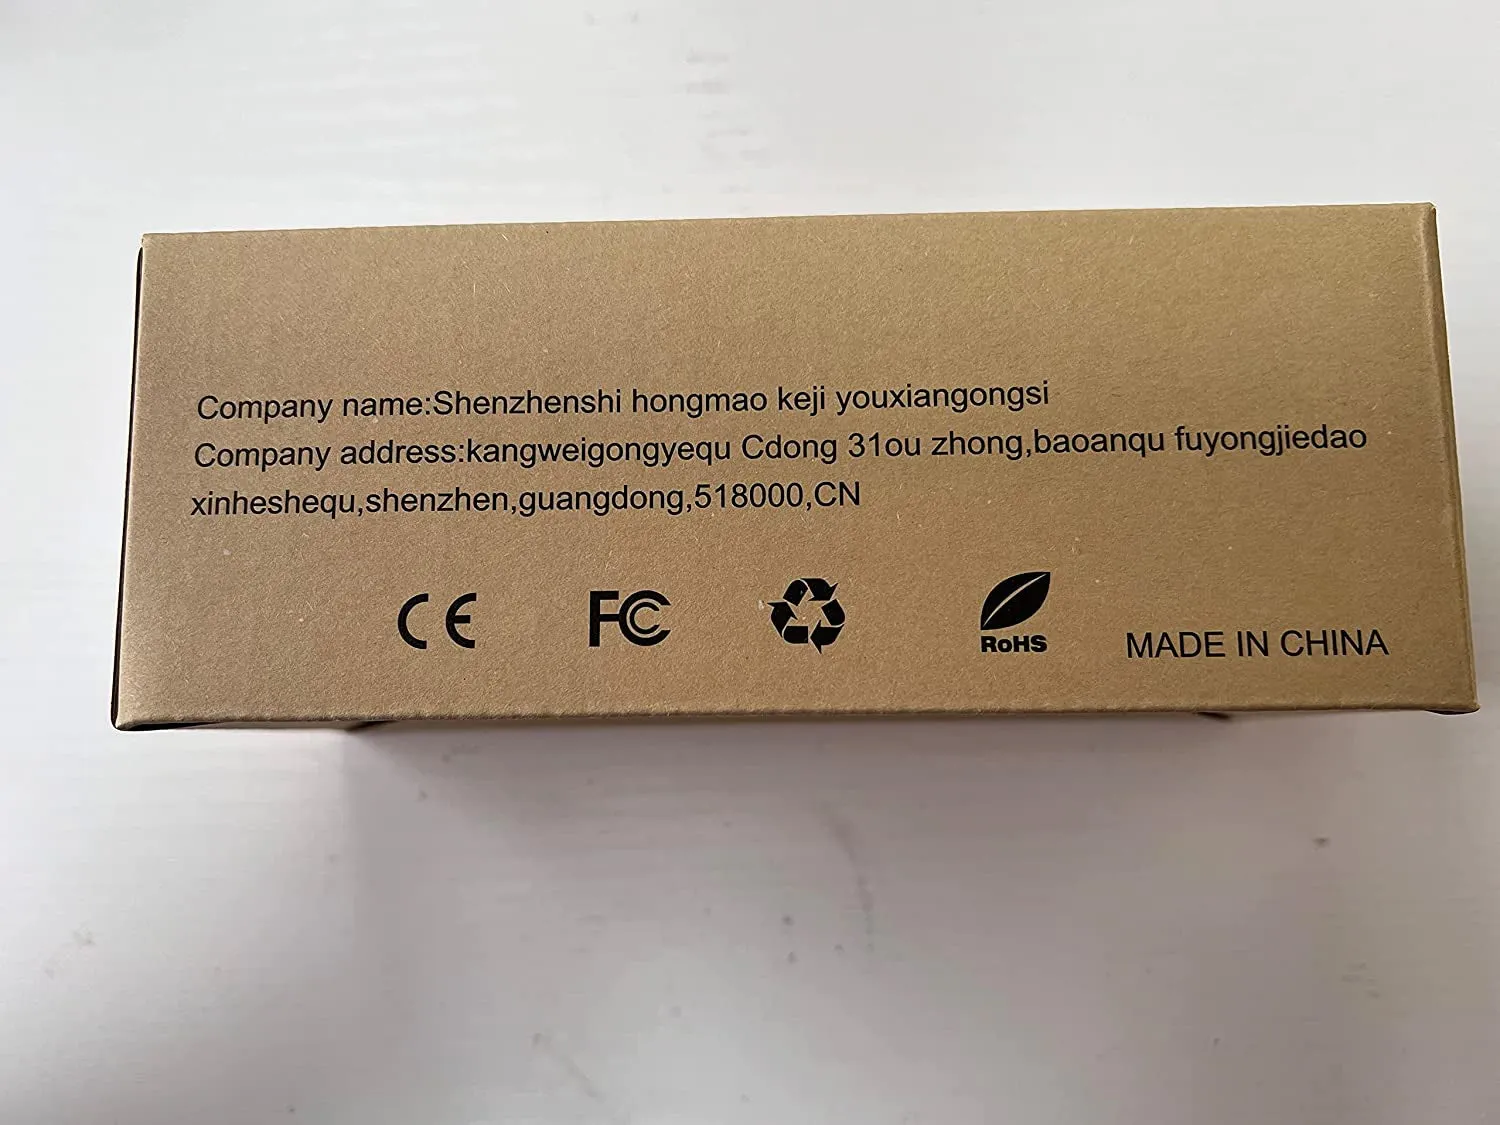 Company name:Shenzhenshi hongmao keji youxiangongsi
Company address:kangweigongyequ Cdong 31ou zhong,baoanqu fuyongjiedao
xinheshequ,shenzhen,guangdong,518000,CN
CE FC RoHS MADE IN CHINA